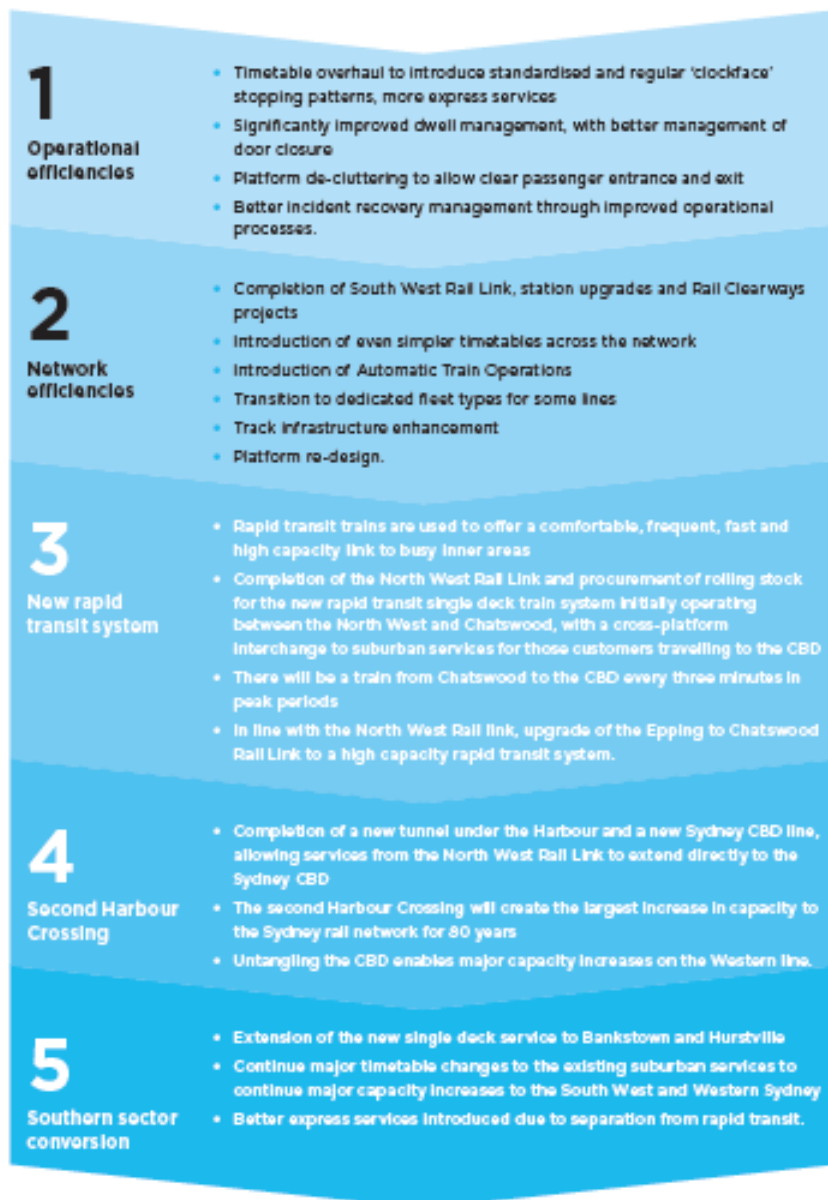 1
Operational
efficiencies
• Timetable overhaul to introduce standardised and regular ‘clockface’
stopping patterns, more express services
• Significantly improved dwell management, with better management of
door closure
• Platform de-cluttering to allow clear passenger entrance and exit
• Better incident recovery management through improved operational
processes.
2
Network
efficiencies
• Completion of South West Rail Link, station upgrades and Rail Clearways
projects
• Introduction of even simpler timetables across the network
• Introduction of Automatic Train Operations
• Transition to dedicated fleet types for some lines
• Track infrastructure enhancement
• Platform re-design.
3
New rapid
transit system
• Rapid transit trains are used to offer a comfortable, frequent, fast and
high capacity link to busy inner areas
• Completion of the North West Rail Link and procurement of rolling stock
for the new rapid transit single deck train system initially operating
between the North West and Chatswood, with a cross-platform
interchange to suburban services for those customers travelling to the CBD
• There will be a train from Chatswood to the CBD every three minutes in
peak periods
• In line with the North West Rail link, upgrade of the Epping to Chatswood
Rail Link to a high capacity rapid transit system.
4
Second Harbour
Crossing
• Completion of a new tunnel under the Harbour and a new Sydney CBD line,
allowing services from the North West Rail Link to extend directly to the
Sydney CBD
• The second Harbour Crossing will create the largest increase in capacity to
the Sydney rail network for 80 years
• Untangling the CBD enables major capacity increases on the Western line.
5
Southern sector
conversion
• Extension of the new single deck service to Bankstown and Hurstville
• Continue major timetable changes to the existing suburban services to
continue major capacity increases to the South West and Western Sydney
• Better express services introduced due to separation from rapid transit.